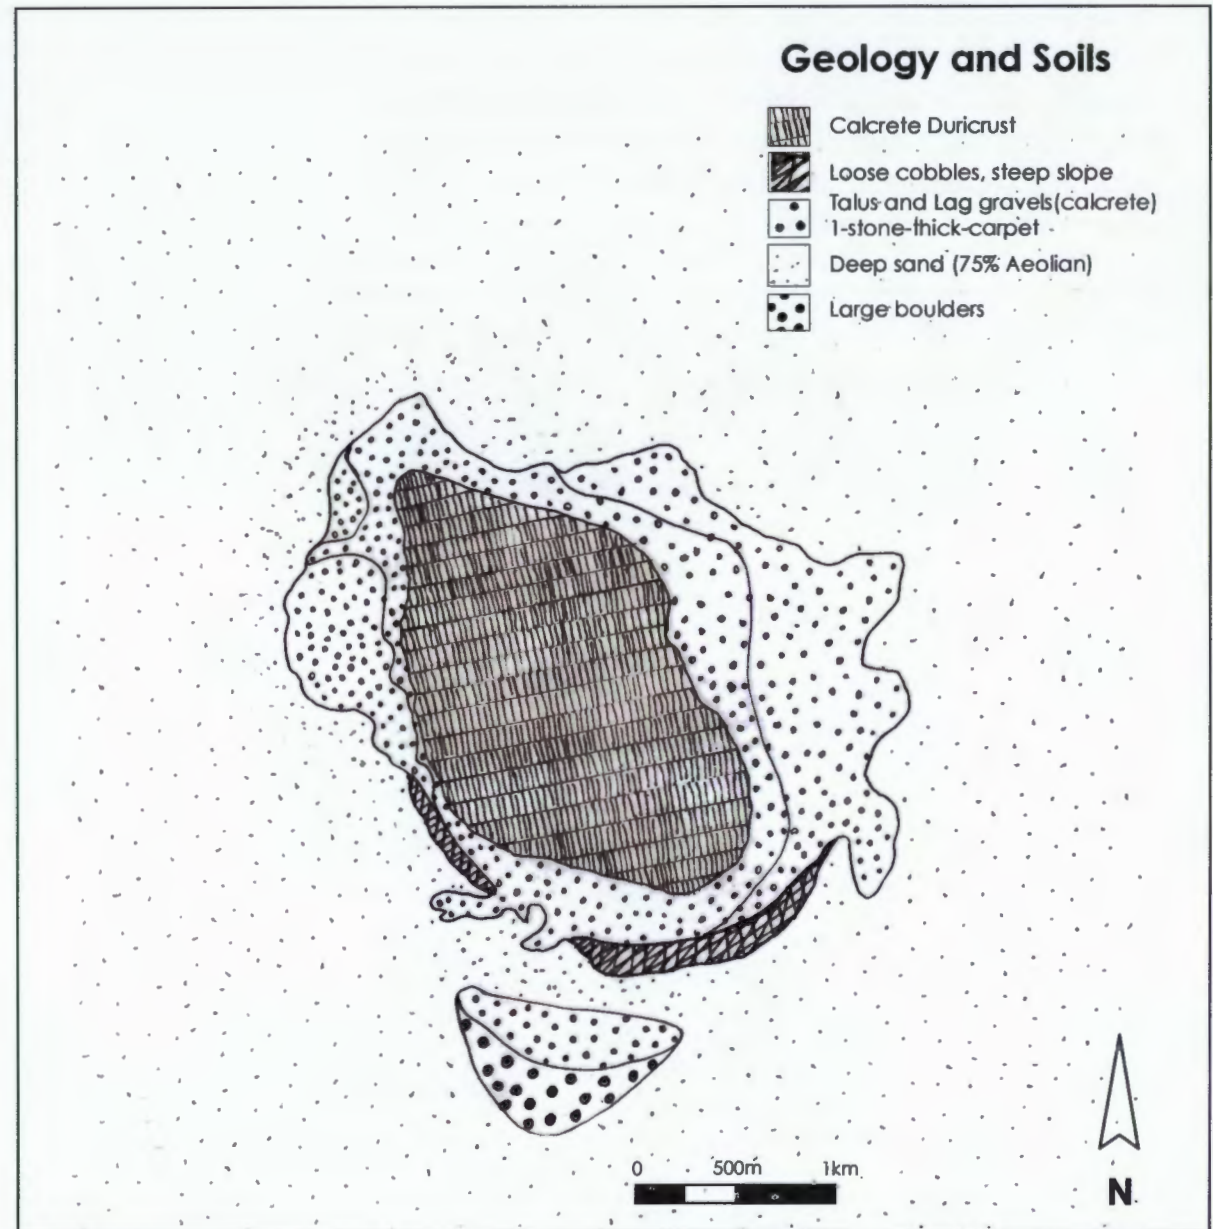 Geology and Soils
Calcrete Duricrust
Loose cobbles, steep slope
Talus and Lag gravels(calcrete)
1-stone-thick-carpet
Deep sand (75% Aeolian)
Large boulders
0 500m 1km
N